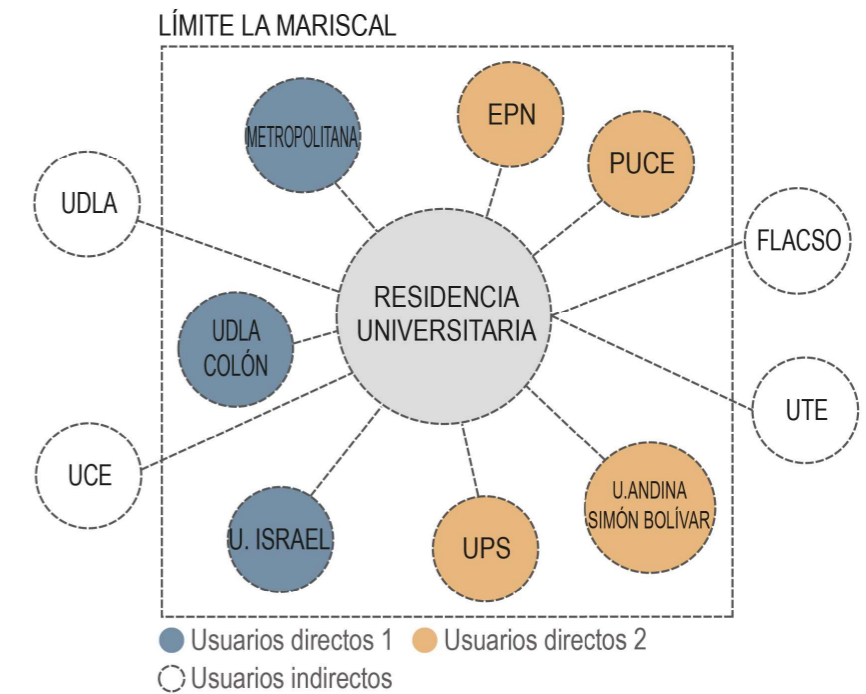 LÍMITE LA MARISCAL
METROPOLITANA
EPN
PUCE
UDLA
FLACSO
RESIDENCIA
UNIVERSITARIA
UDLA
COLÓN
UTE
UCE
U. ISRAEL
UPS
U.ANDINA
SIMÓN BOLÍVAR
Usuarios directos 1
Usuarios directos 2
Usuarios indirectos